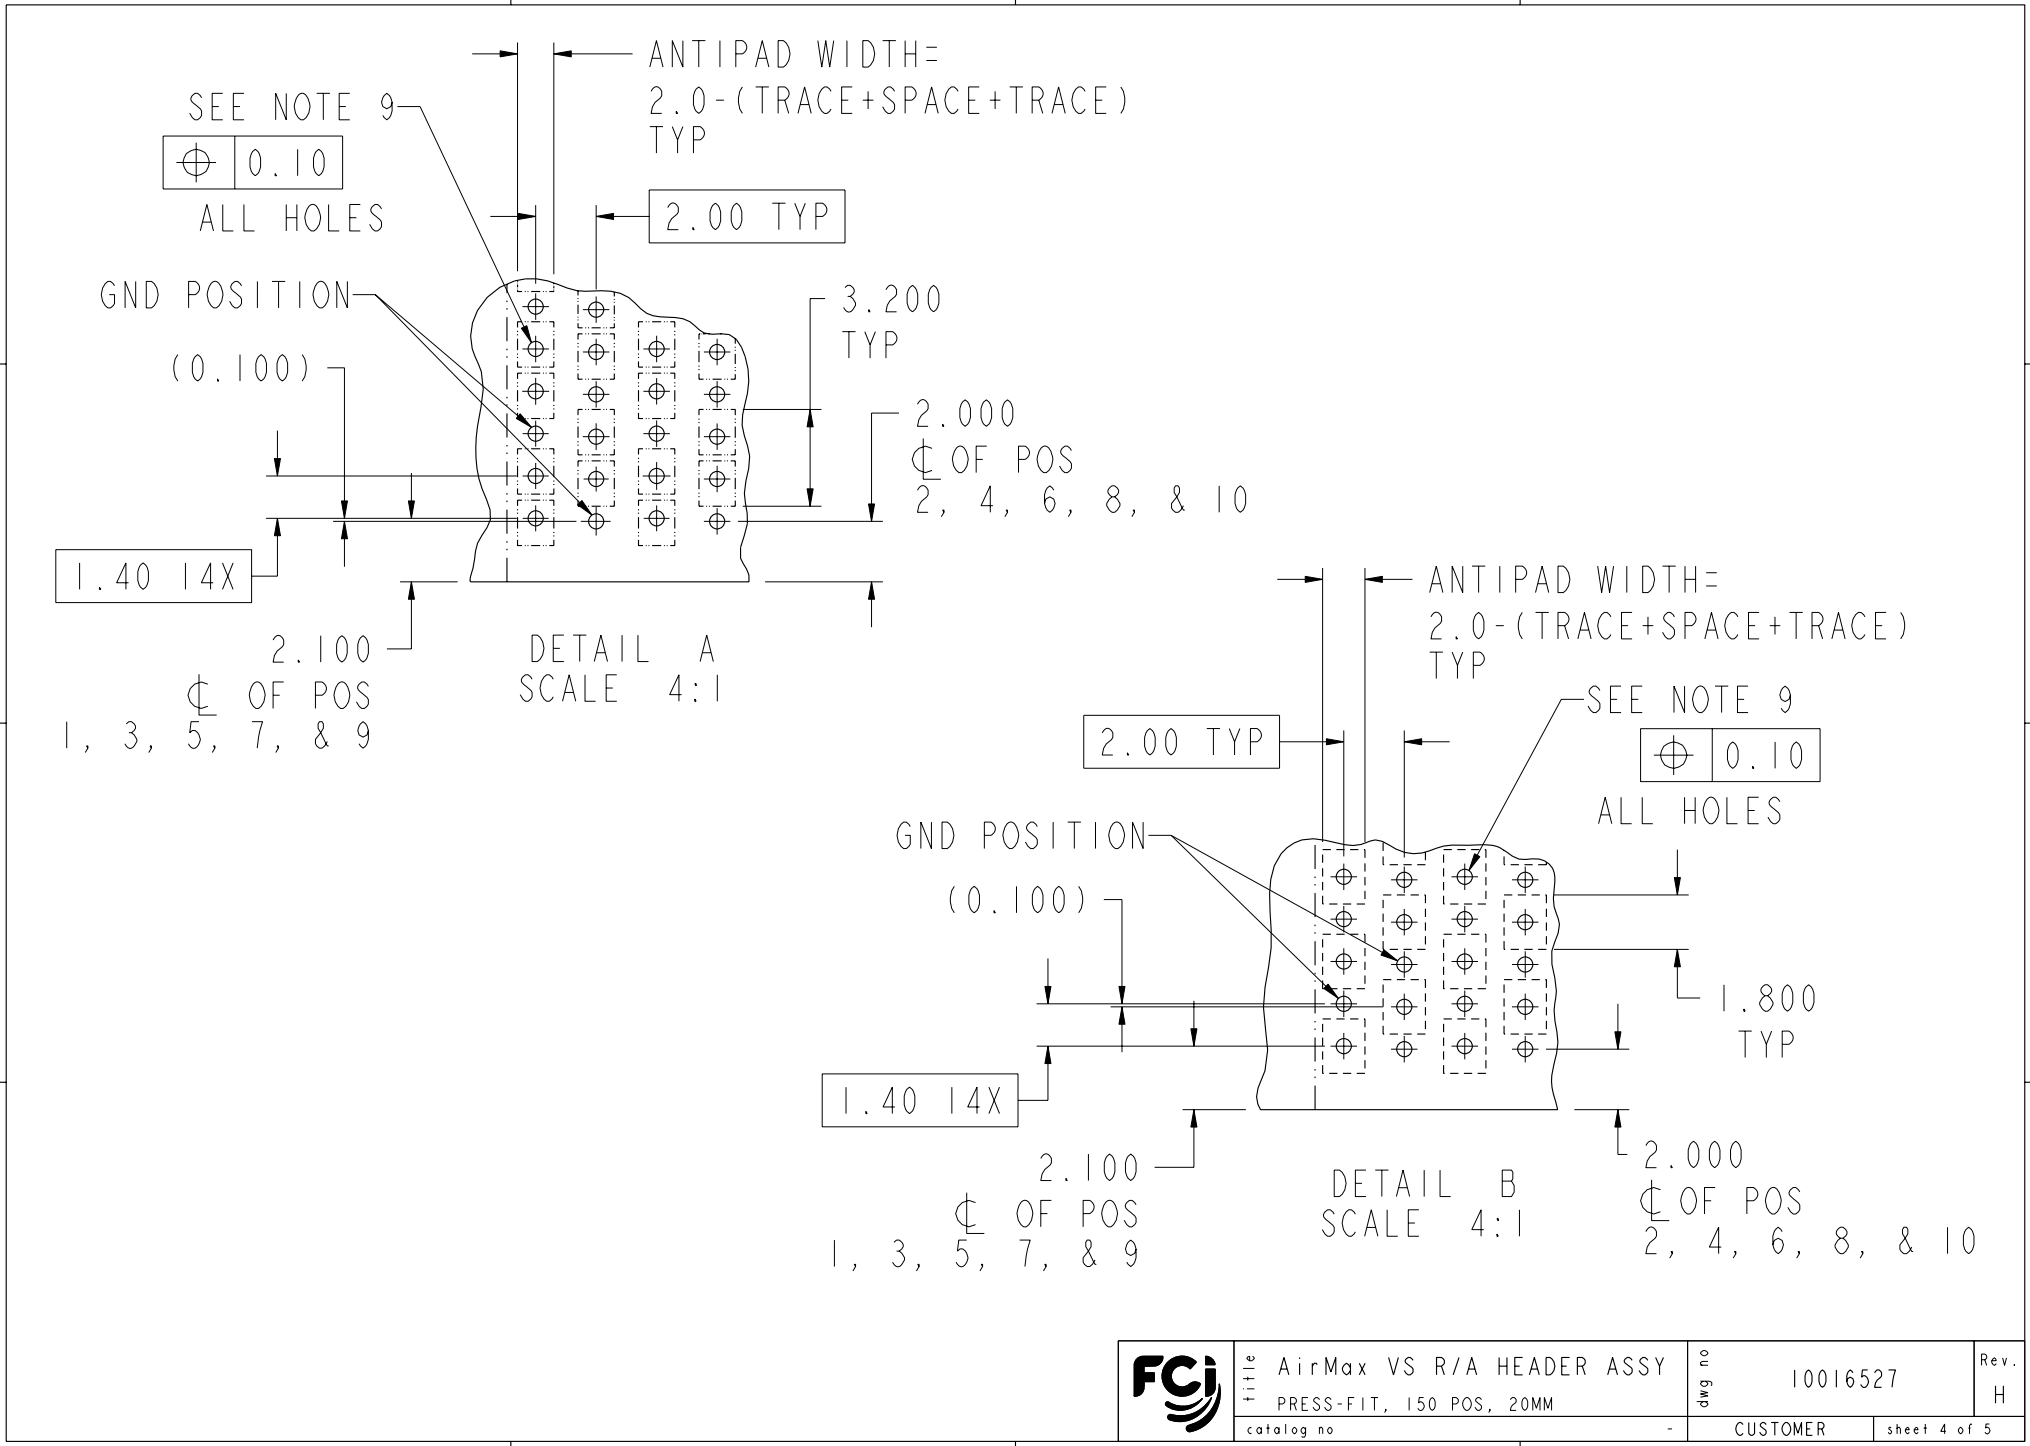 ANTIPAD WIDTH=
2.0-(TRACE+SPACE+TRACE)
TYP
SEE NOTE 9
⌖ 0.10
ALL HOLES
2.00 TYP
GND POSITION
3.200
TYP
(0.100)
2.000
℄ OF POS
2, 4, 6, 8, & 10
1.40 14X
2.100
℄ OF POS
1, 3, 5, 7, & 9
DETAIL A
SCALE 4:1
ANTIPAD WIDTH=
2.0-(TRACE+SPACE+TRACE)
TYP
SEE NOTE 9
⌖ 0.10
ALL HOLES
2.00 TYP
GND POSITION
(0.100)
1.800
TYP
1.40 14X
2.100
℄ OF POS
1, 3, 5, 7, & 9
DETAIL B
SCALE 4:1
2.000
℄ OF POS
2, 4, 6, 8, & 10
FCi
title
AirMax VS R/A HEADER ASSY
PRESS-FIT, 150 POS, 20MM
dwg no
10016527
Rev.
H
catalog no -
CUSTOMER
sheet 4 of 5